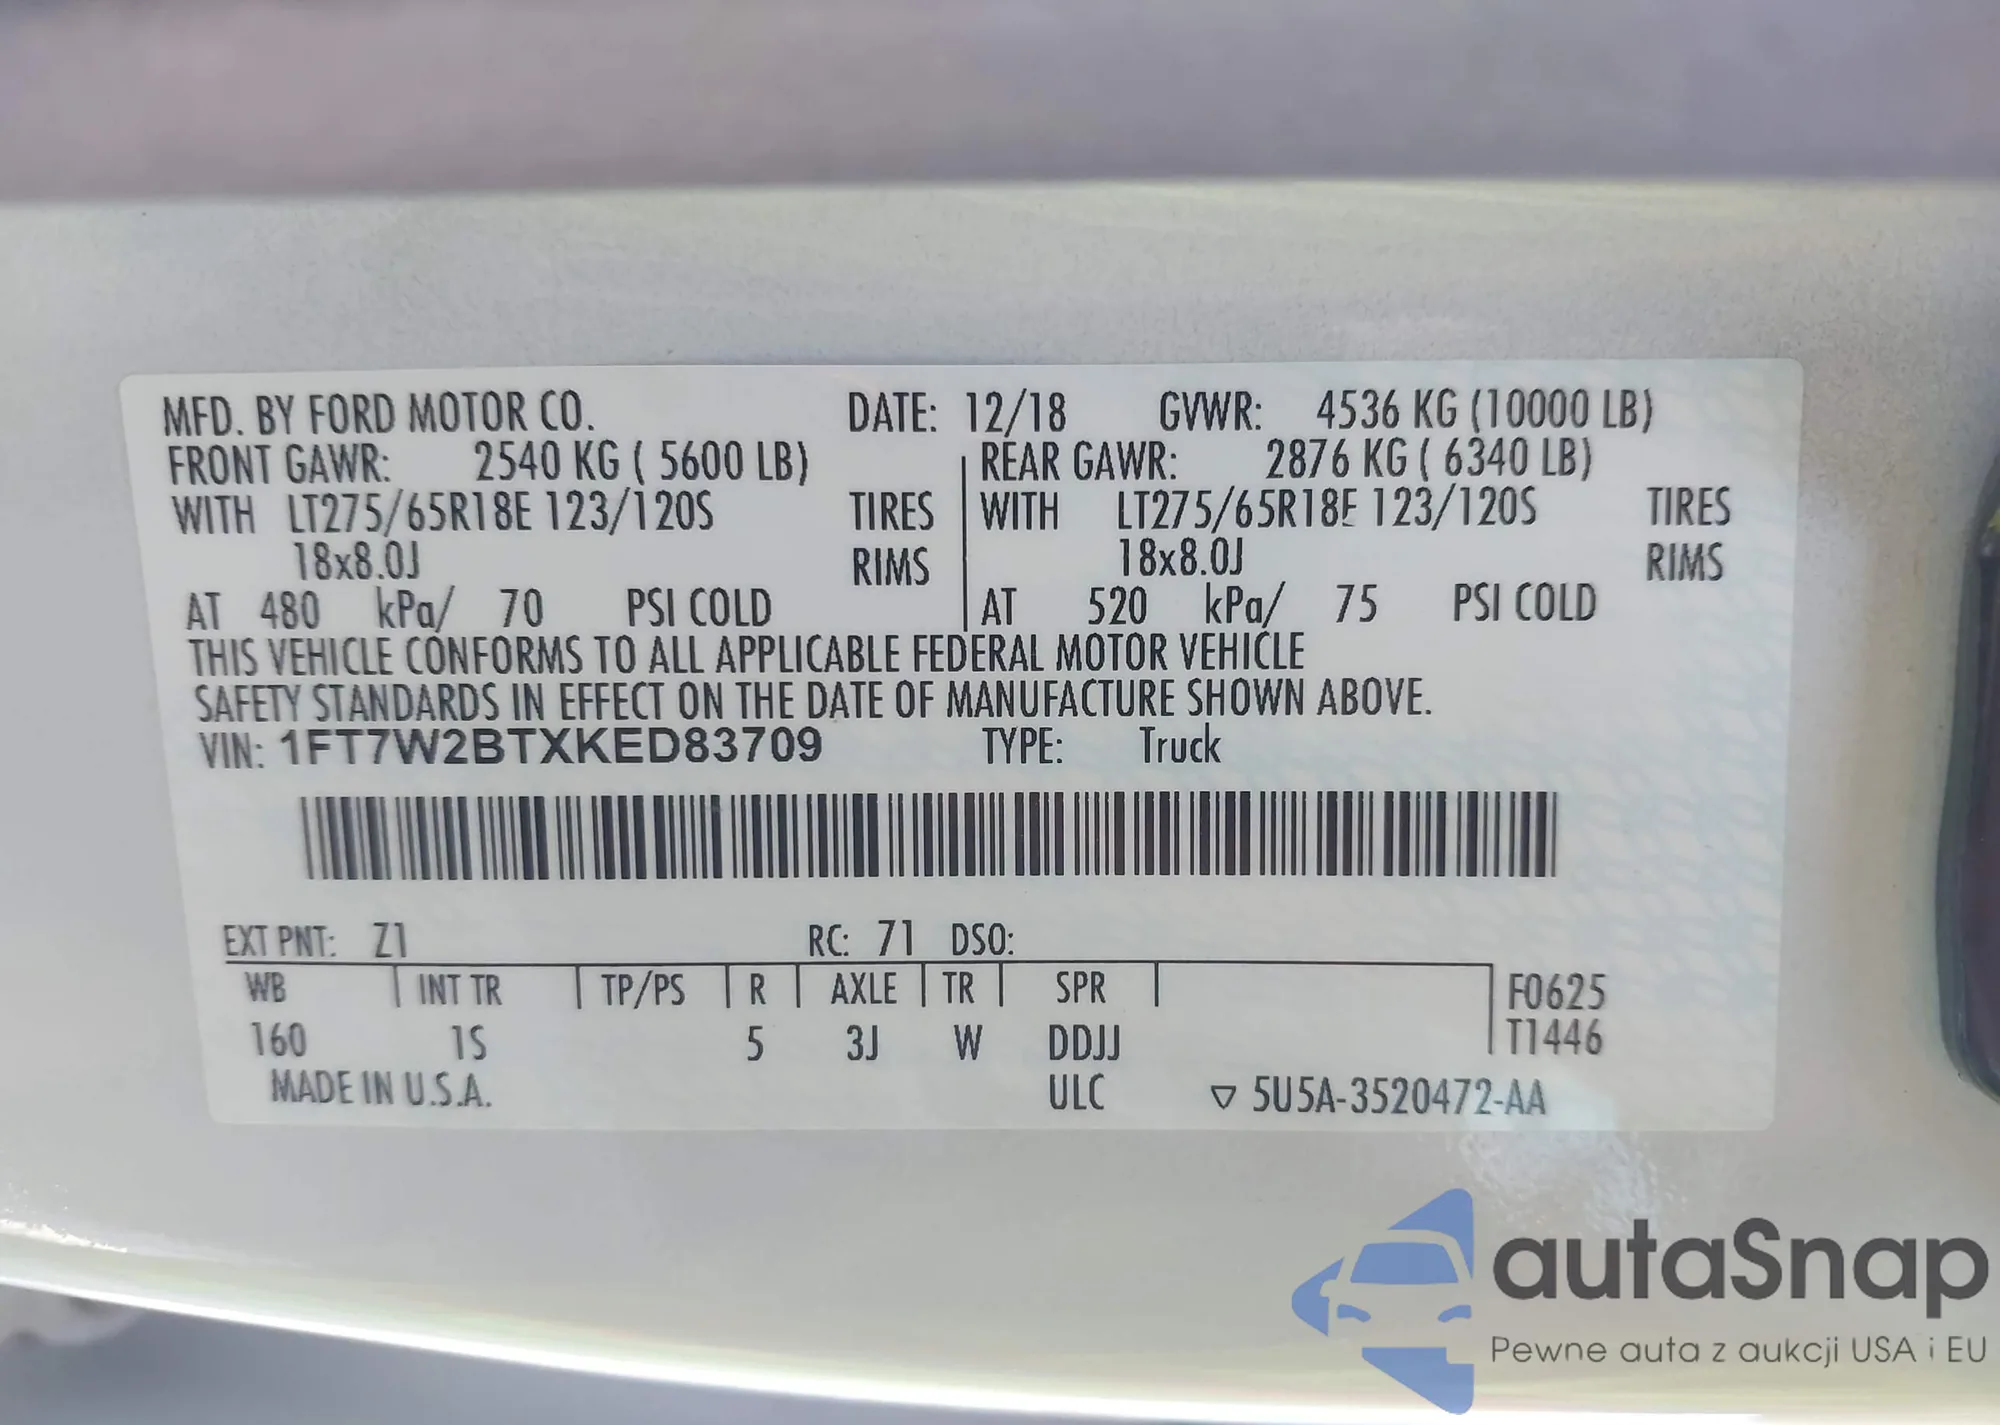 MFD. BY FORD MOTOR CO. DATE: 12/18 GVWR: 4536 KG (10000 LB)
FRONT GAWR: 2540 KG ( 5600 LB) REAR GAWR: 2876 KG ( 6340 LB)
WITH LT275/65R18E 123/120S TIRES WITH LT275/65R18E 123/120S TIRES
18x8.0J RIMS 18x8.0J RIMS
AT 480 kPa/ 70 PSI COLD AT 520 kPa/ 75 PSI COLD
THIS VEHICLE CONFORMS TO ALL APPLICABLE FEDERAL MOTOR VEHICLE
SAFETY STANDARDS IN EFFECT ON THE DATE OF MANUFACTURE SHOWN ABOVE.
VIN: 1FT7W2BTXKED83709 TYPE: Truck
EXT PNT: Z1 RC: 71 DSO:
WB INT TR TP/PS R AXLE TR SPR F0625
160 1S 5 3J W DDJJ T1446
MADE IN U.S.A. ULC ▽ 5U5A-3520472-AA
autaSnap
Pewne auta z aukcji USA i EU